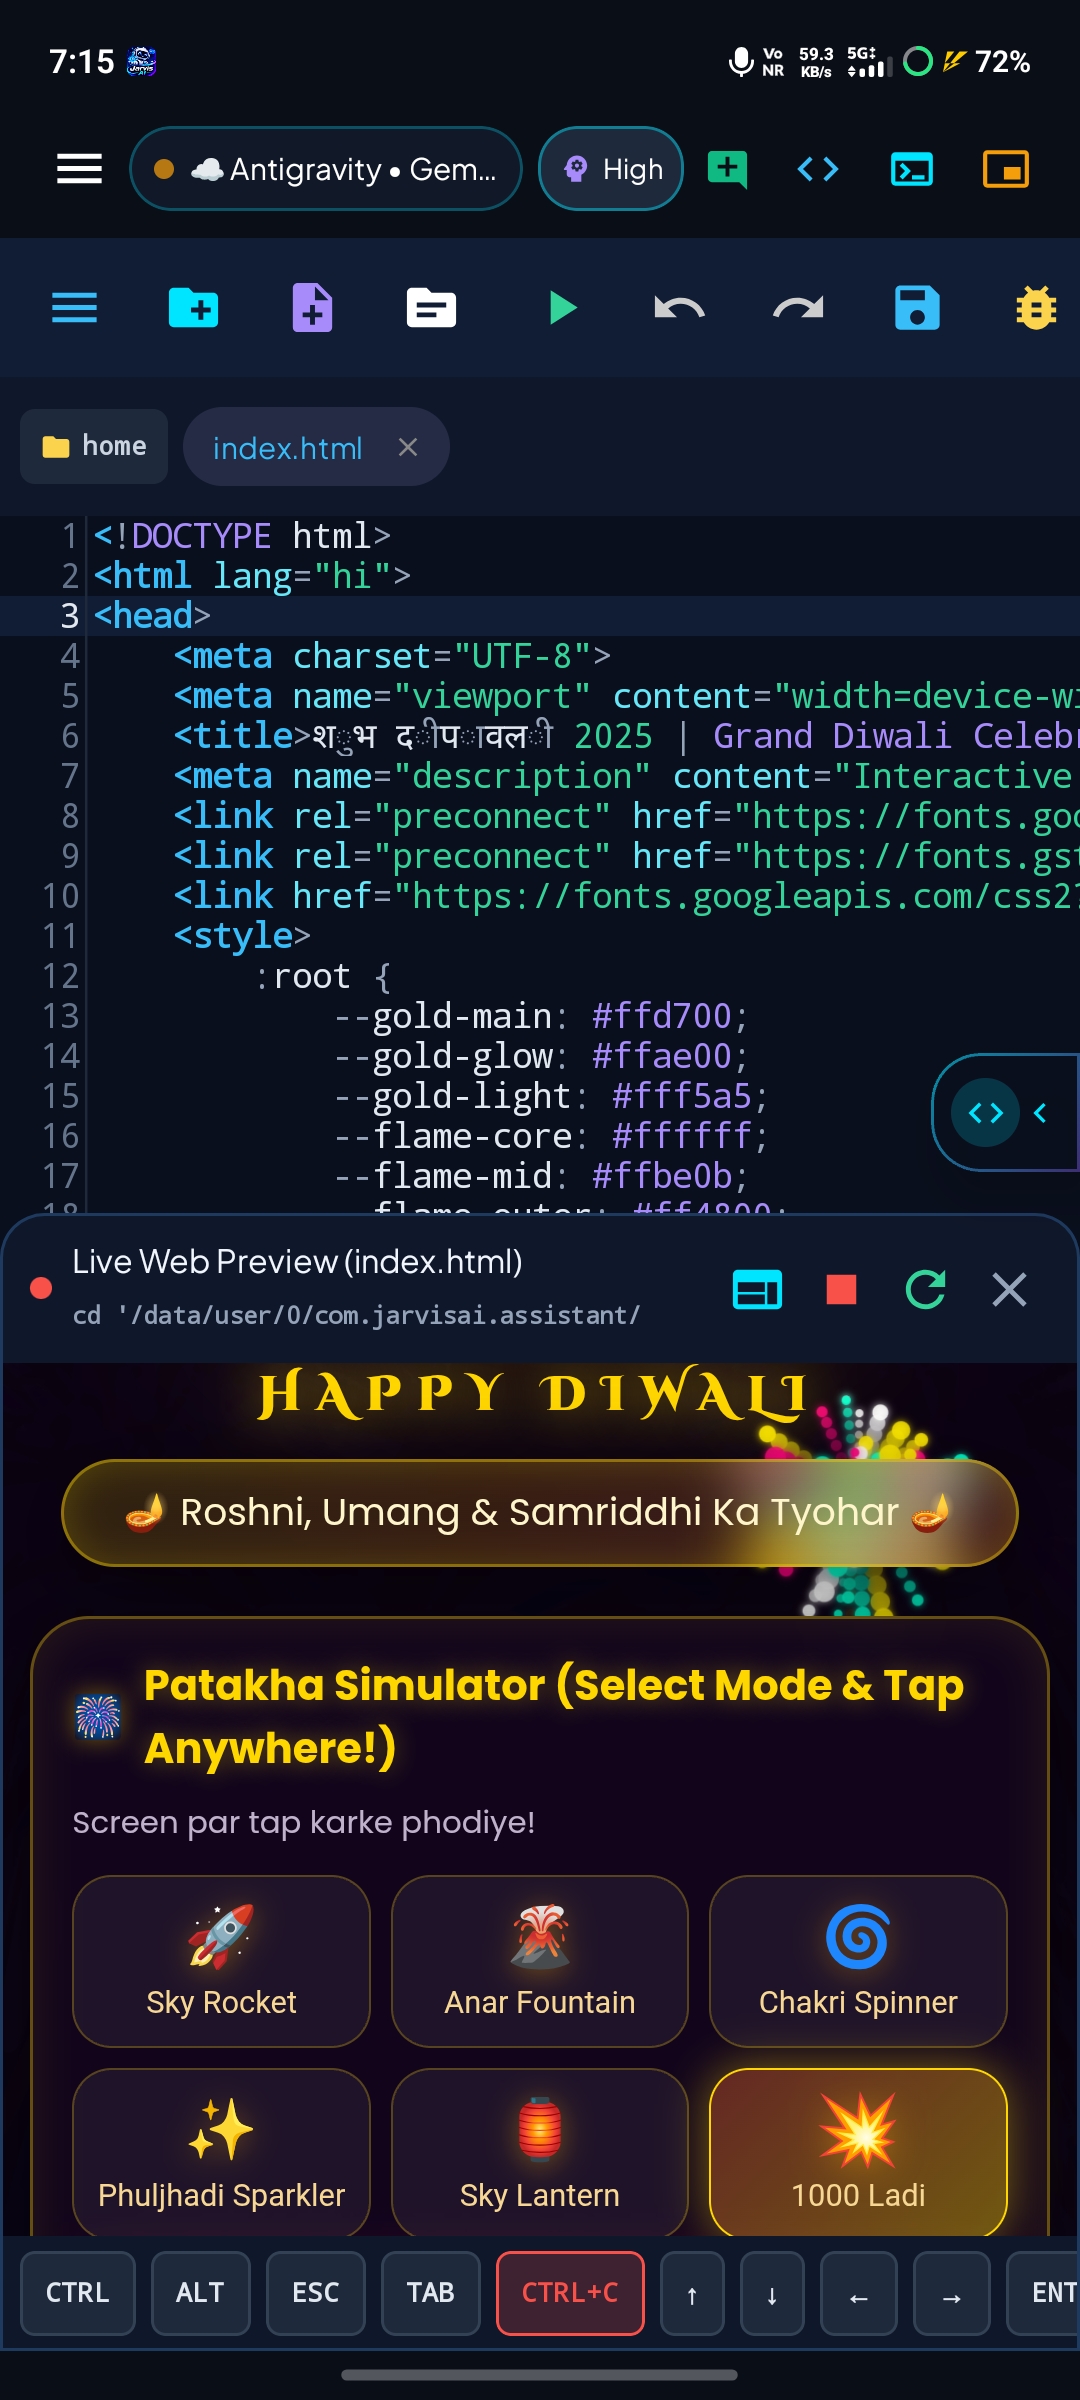 7:15
Vo NR
59.3 KB/s
5G
72%
Antigravity • Gem...
High
home
index.html
1 <!DOCTYPE html>
2 <html lang="hi">
3 <head>
4 <meta charset="UTF-8">
5 <meta name="viewport" content="width=device-wi
6 <title>शुभ दीपावली 2025 | Grand Diwali Celebr
7 <meta name="description" content="Interactive
8 <link rel="preconnect" href="https://fonts.goo
9 <link rel="preconnect" href="https://fonts.gst
10 <link href="https://fonts.googleapis.com/css2?
11 <style>
12 :root {
13 --gold-main: #ffd700;
14 --gold-glow: #ffae00;
15 --gold-light: #fff5a5;
16 --flame-core: #ffffff;
17 --flame-mid: #ffbe0b;
18 --flame-outer: #ff4800;
Live Web Preview (index.html)
cd '/data/user/0/com.jarvisai.assistant/
HAPPY DIWALI
Roshni, Umang & Samriddhi Ka Tyohar
Patakha Simulator (Select Mode & Tap
Anywhere!)
Screen par tap karke phodiye!
Sky Rocket
Anar Fountain
Chakri Spinner
Phuljhadi Sparkler
Sky Lantern
1000 Ladi
CTRL ALT ESC TAB CTRL+C ↑ ↓ ← → ENT